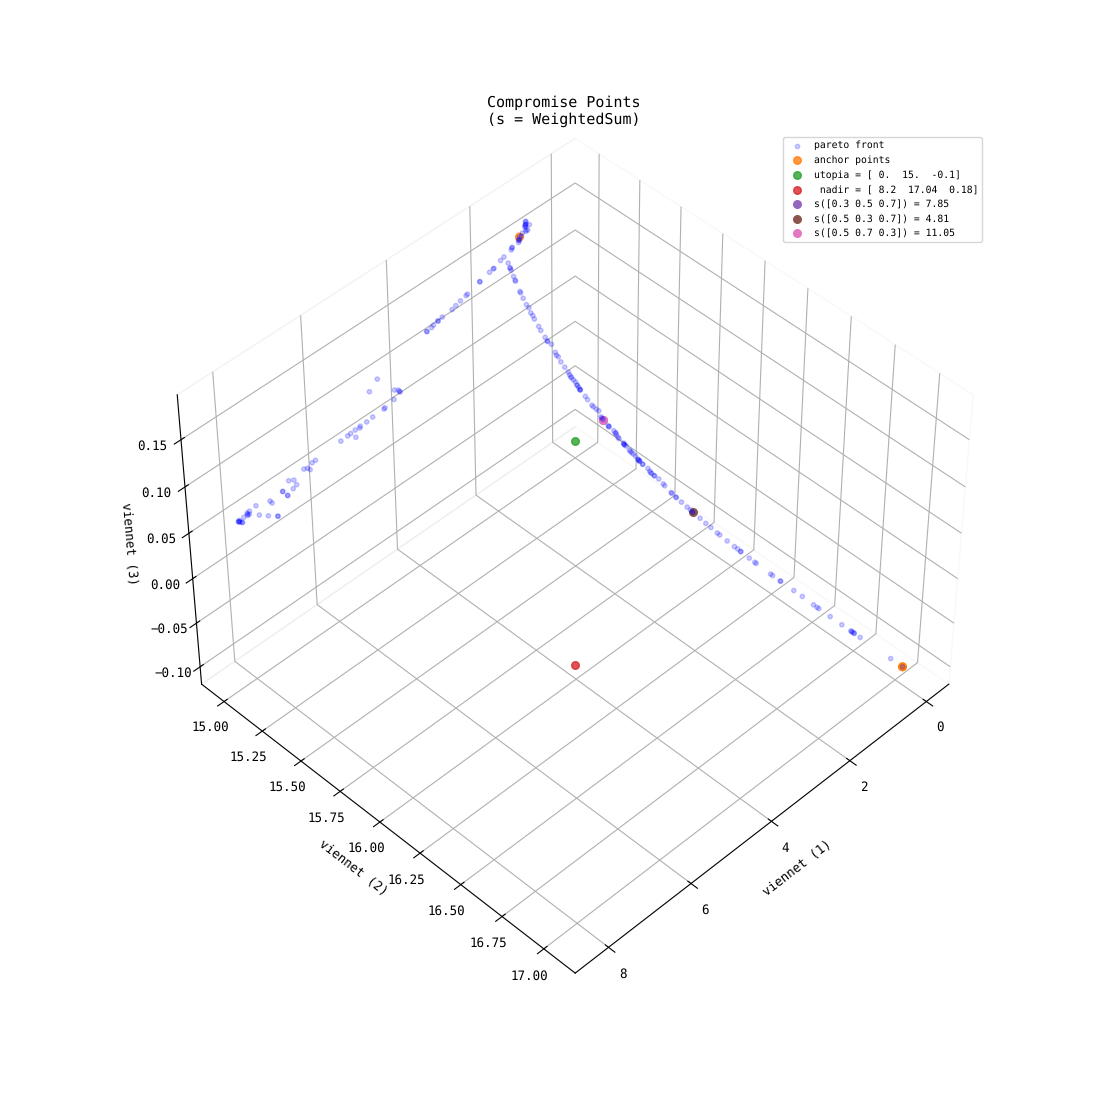 Compromise Points
(s = WeightedSum)
pareto front
anchor points
utopia = [ 0.  15.  -0.1]
nadir = [ 8.2  17.04  0.18]
s([0.3 0.5 0.7]) = 7.85
s([0.5 0.3 0.7]) = 4.81
s([0.5 0.7 0.3]) = 11.05
0.15
0.10
0.05
0.00
−0.05
−0.10
viennet (3)
15.00
15.25
15.50
15.75
16.00
16.25
16.50
16.75
17.00
viennet (2)
0
2
4
6
8
viennet (1)